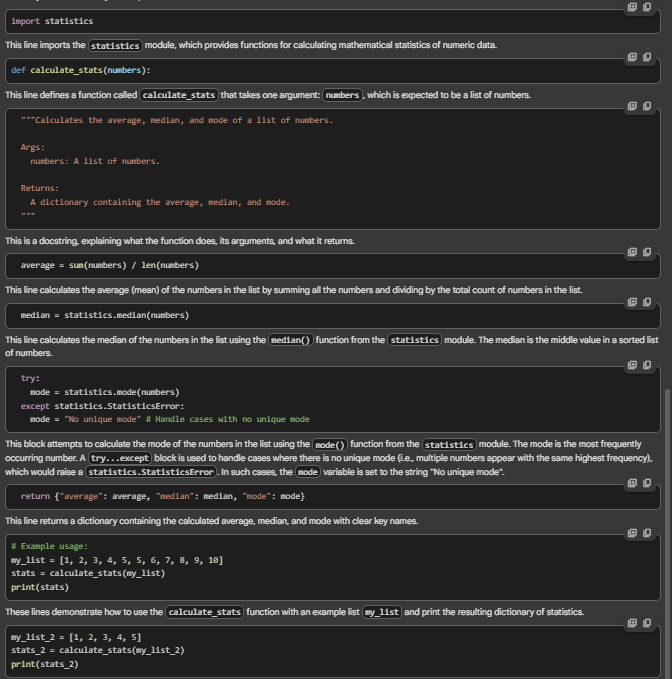 import statistics
This line imports the statistics module, which provides functions for calculating mathematical statistics of numeric data.
def calculate_stats(numbers):
This line defines a function called calculate_stats that takes one argument: numbers , which is expected to be a list of numbers.
"""Calculates the average, median, and mode of a list of numbers.
Args:
numbers: A list of numbers.
Returns:
A dictionary containing the average, median, and mode.
"""
This is a docstring, explaining what the function does, its arguments, and what it returns.
average = sum(numbers) / len(numbers)
This line calculates the average (mean) of the numbers in the list by summing all the numbers and dividing by the total count of numbers in the list.
median = statistics.median(numbers)
This line calculates the median of the numbers in the list using the median() function from the statistics module. The median is the middle value in a sorted list
of numbers.
try:
mode = statistics.mode(numbers)
except statistics.StatisticsError:
mode = "No unique mode" # Handle cases with no unique mode
This block attempts to calculate the mode of the numbers in the list using the mode() function from the statistics module. The mode is the most frequently
occurring number. A try...except block is used to handle cases where there is no unique mode (i.e., multiple numbers appear with the same highest frequency),
which would raise a statistics.StatisticsError . In such cases, the mode variable is set to the string "No unique mode".
return {"average": average, "median": median, "mode": mode}
This line returns a dictionary containing the calculated average, median, and mode with clear key names.
# Example usage:
my_list = [1, 2, 3, 4, 5, 5, 6, 7, 8, 9, 10]
stats = calculate_stats(my_list)
print(stats)
These lines demonstrate how to use the calculate_stats function with an example list my_list and print the resulting dictionary of statistics.
my_list_2 = [1, 2, 3, 4, 5]
stats_2 = calculate_stats(my_list_2)
print(stats_2)